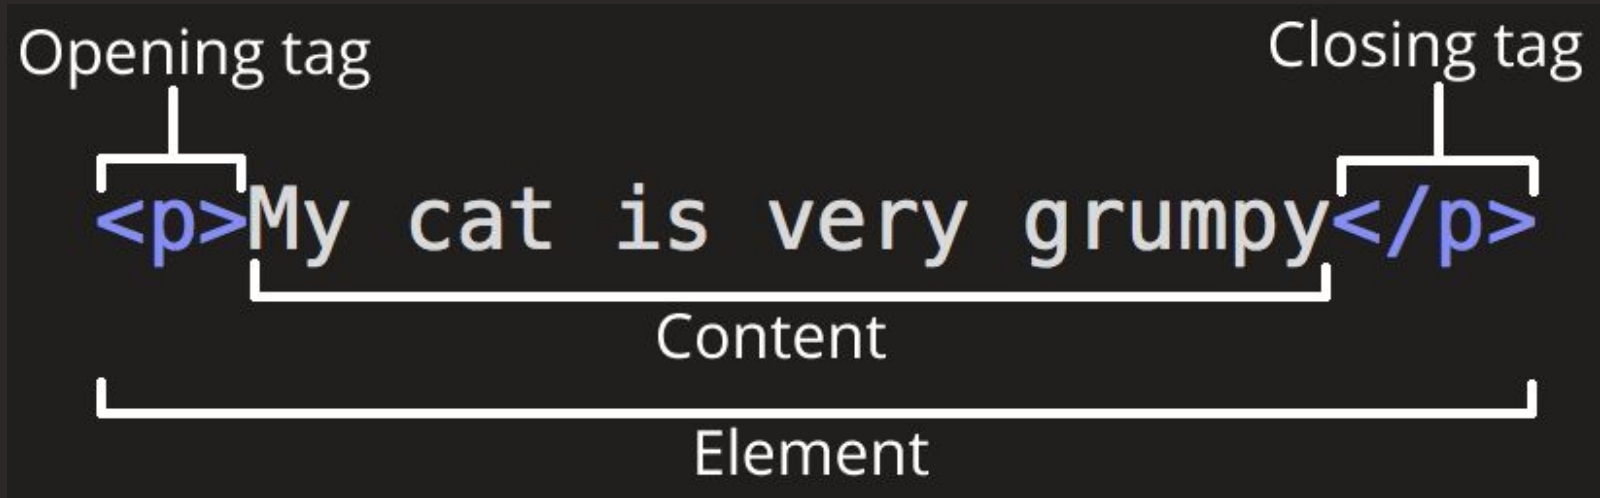 Opening tag
Closing tag
<p>My cat is very grumpy</p>
Content
Element